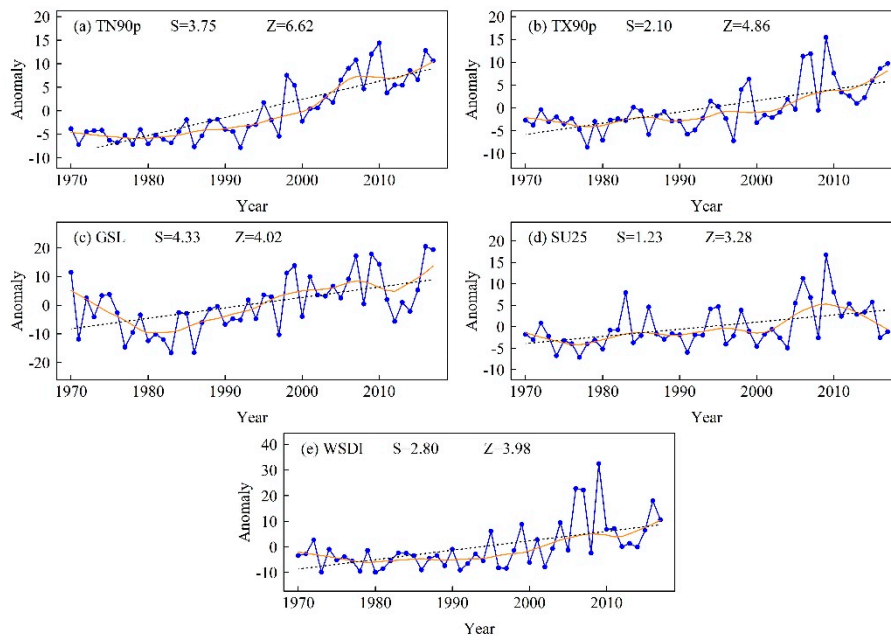 (a) TN90p S=3.75 Z=6.62
20
15
10
5
0
-5
-10
Anomaly
1970 1980 1990 2000 2010
Year
(b) TX90p S=2.10 Z=4.86
20
15
10
5
0
-5
-10
Anomaly
1970 1980 1990 2000 2010
Year
(c) GSL S=4.33 Z=4.02
20
10
0
-10
-20
Anomaly
1970 1980 1990 2000 2010
Year
(d) SU25 S=1.23 Z=3.28
20
15
10
5
0
-5
-10
Anomaly
1970 1980 1990 2000 2010
Year
(e) WSDI S=2.80 Z=3.98
40
30
20
10
0
-10
Anomaly
1970 1980 1990 2000 2010
Year